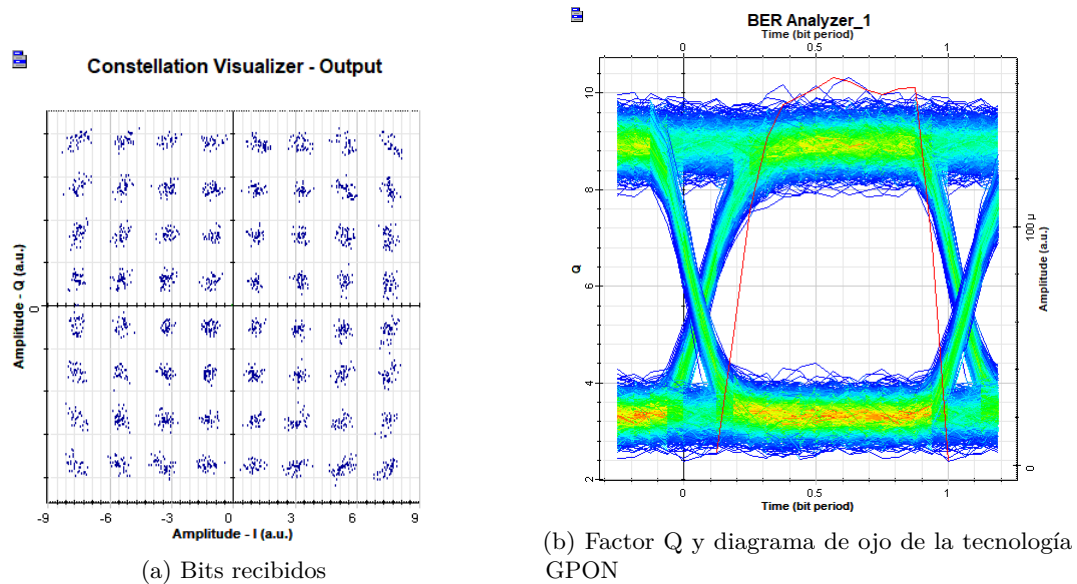 Constellation Visualizer - Output
Amplitude - Q (a.u.)
0
-9 -6 -3 0 3 6 9
Amplitude - I (a.u.)
(a) Bits recibidos
BER Analyzer_1
Time (bit period)
0 0.5 1
Q
10
8
6
4
2
100 µ
0
Amplitude (a.u.)
0 0.5 1
Time (bit period)
(b) Factor Q y diagrama de ojo de la tecnología
GPON